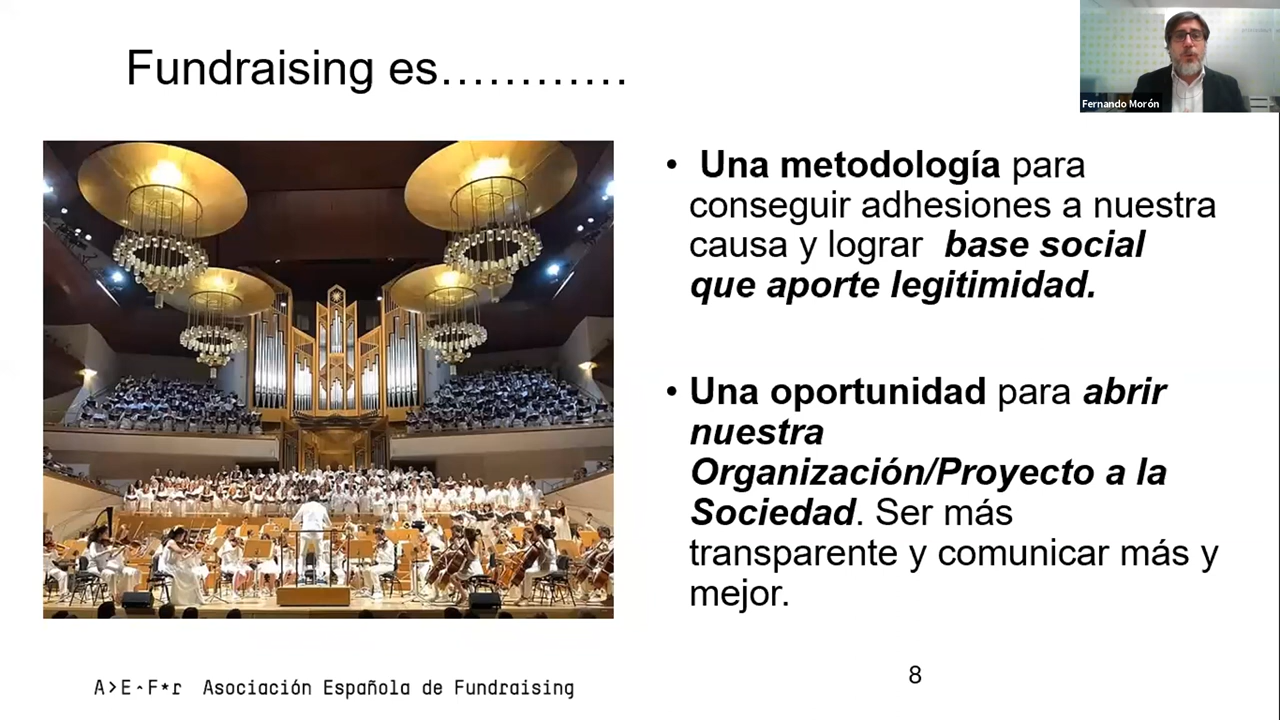 Fundraising es…………
Fernando Morón
• Una metodología para
conseguir adhesiones a nuestra
causa y lograr base social
que aporte legitimidad.
• Una oportunidad para abrir
nuestra
Organización/Proyecto a la
Sociedad. Ser más
transparente y comunicar más y
mejor.
A>E^F*r Asociación Española de Fundraising
8